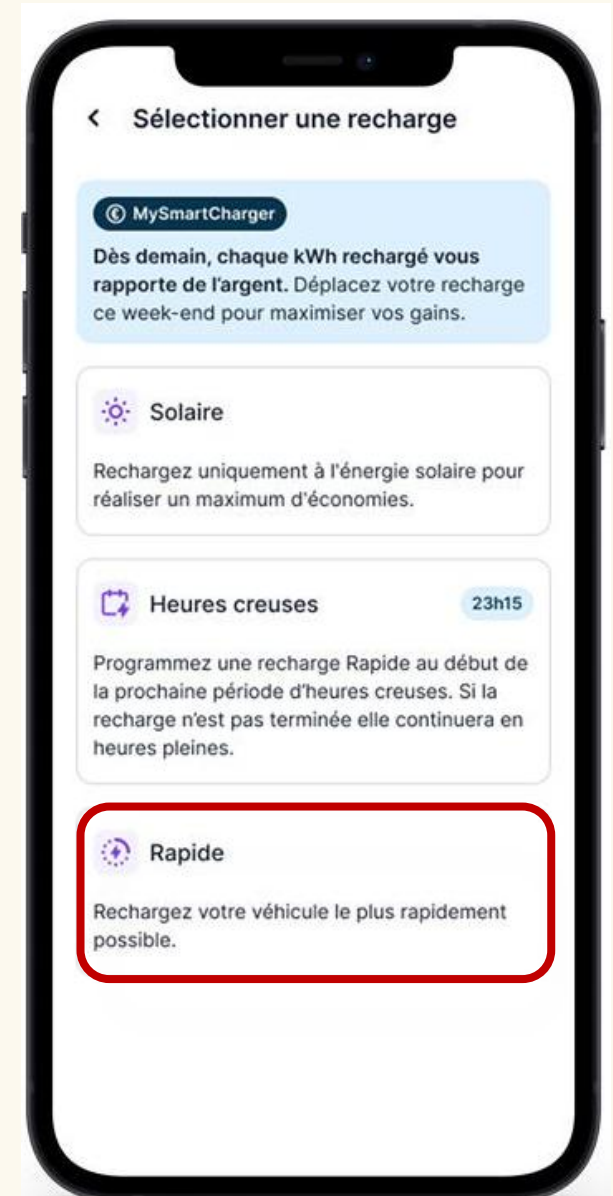 Sélectionner une recharge
MySmartCharger
Dès demain, chaque kWh rechargé vous
rapporte de l'argent. Déplacez votre recharge
ce week-end pour maximiser vos gains.
Solaire
Rechargez uniquement à l'énergie solaire pour
réaliser un maximum d'économies.
Heures creuses 23h15
Programmez une recharge Rapide au début de
la prochaine période d'heures creuses. Si la
recharge n'est pas terminée elle continuera en
heures pleines.
Rapide
Rechargez votre véhicule le plus rapidement
possible.